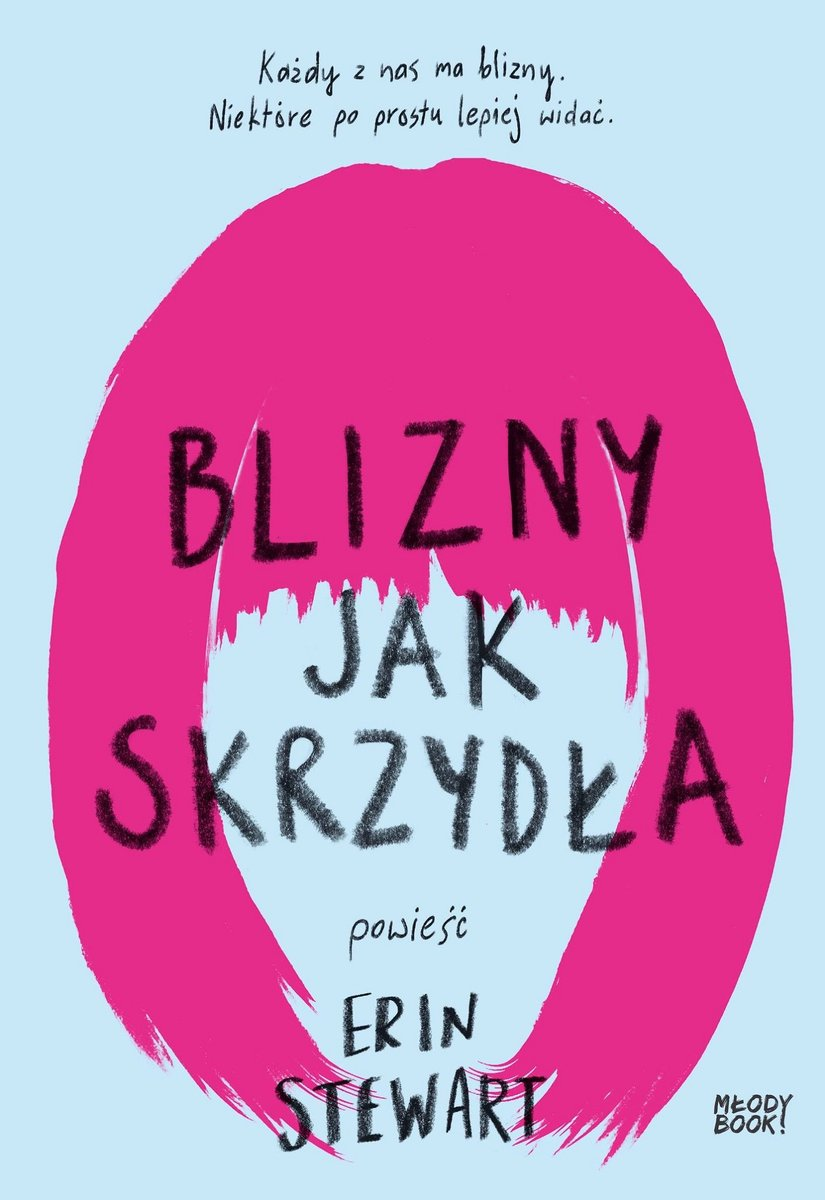 Każdy z nas ma blizny.
Niektóre po prostu lepiej widać.
BLIZNY
JAK
SKRZYDŁA
powieść
ERIN
STEWART
MŁODY
BOOK!